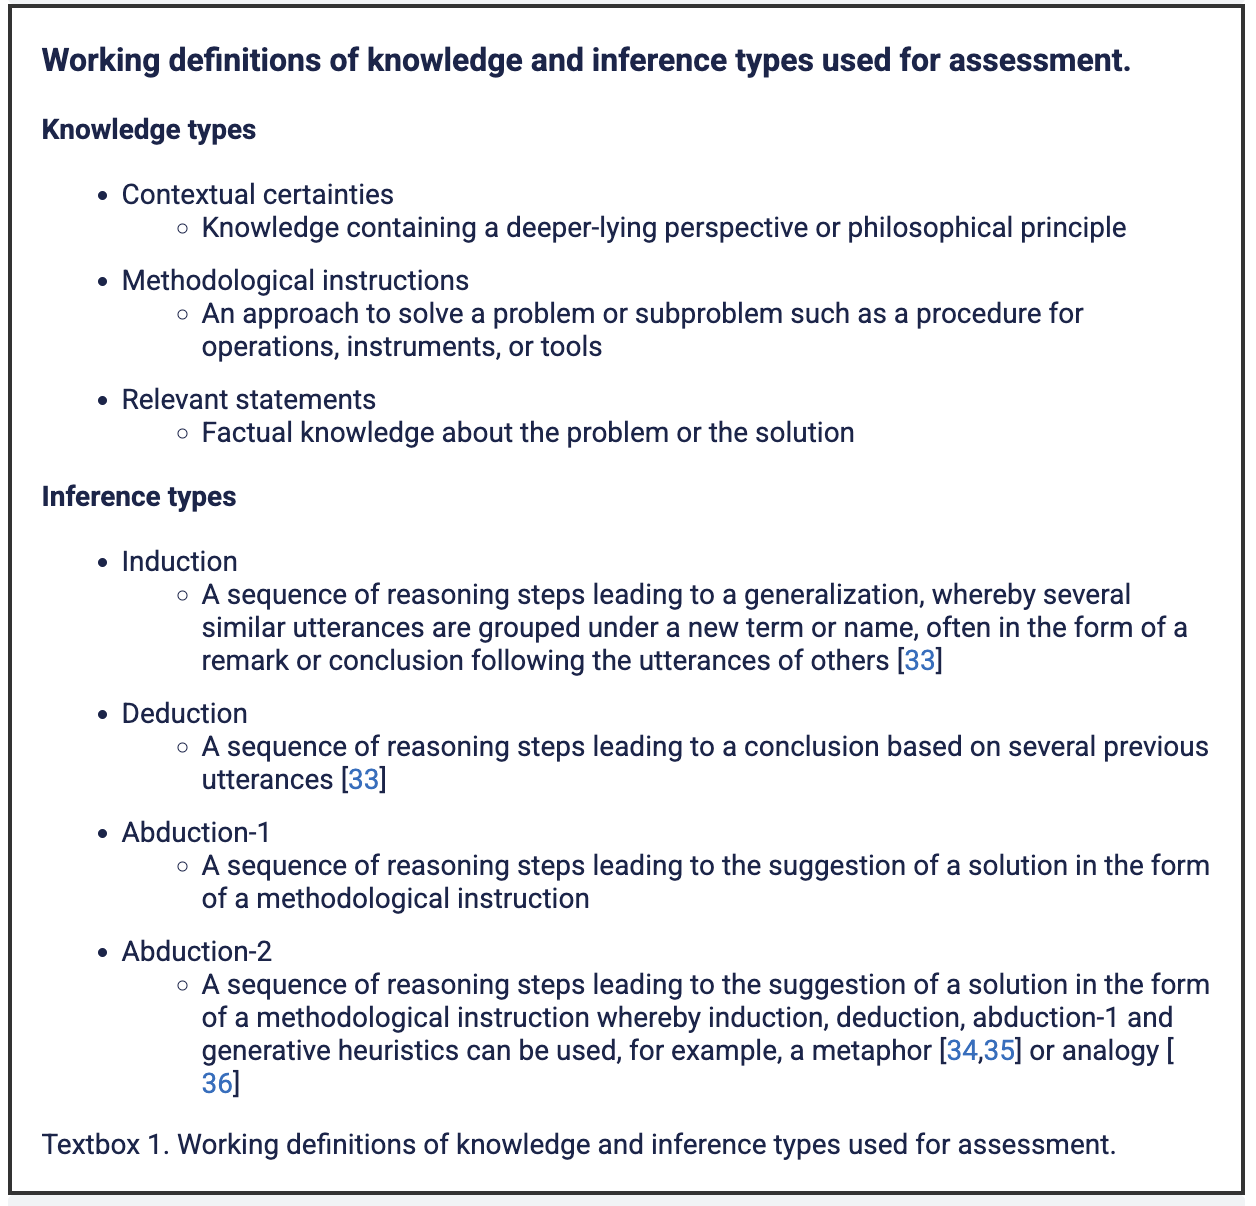 Working definitions of knowledge and inference types used for assessment.
Knowledge types
• Contextual certainties
○ Knowledge containing a deeper-lying perspective or philosophical principle
• Methodological instructions
○ An approach to solve a problem or subproblem such as a procedure for
operations, instruments, or tools
• Relevant statements
○ Factual knowledge about the problem or the solution
Inference types
• Induction
○ A sequence of reasoning steps leading to a generalization, whereby several
similar utterances are grouped under a new term or name, often in the form of a
remark or conclusion following the utterances of others [33]
• Deduction
○ A sequence of reasoning steps leading to a conclusion based on several previous
utterances [33]
• Abduction-1
○ A sequence of reasoning steps leading to the suggestion of a solution in the form
of a methodological instruction
• Abduction-2
○ A sequence of reasoning steps leading to the suggestion of a solution in the form
of a methodological instruction whereby induction, deduction, abduction-1 and
generative heuristics can be used, for example, a metaphor [34,35] or analogy [
36]
Textbox 1. Working definitions of knowledge and inference types used for assessment.